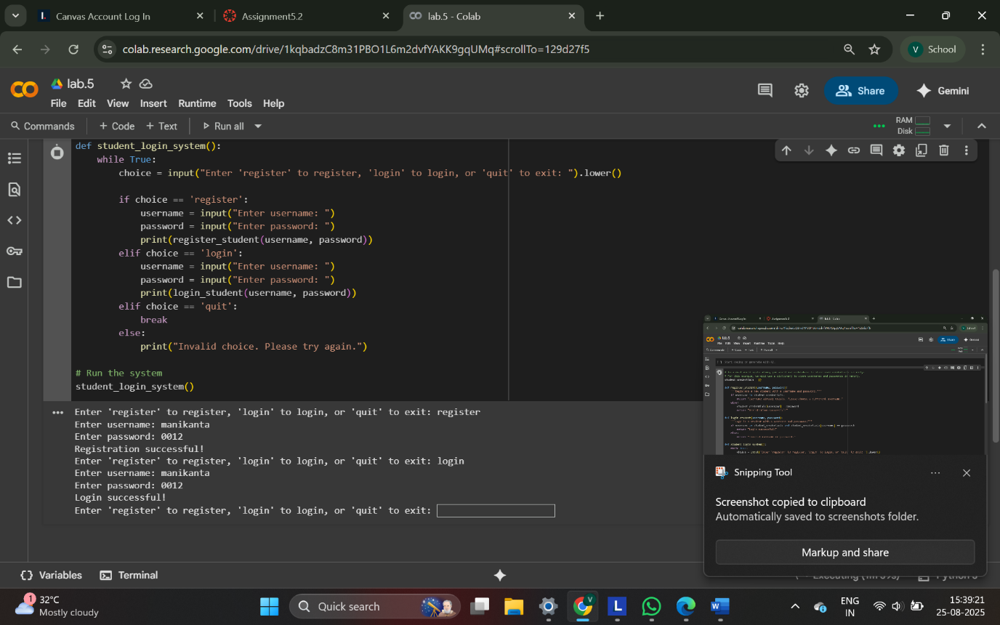 Canvas Account Log In
Assignment5.2
lab.5 - Colab
colab.research.google.com/drive/1kqbadzC8m31PBO1L6m2dvfYAKK9gqUMq#scrollTo=129d27f5
V School
lab.5
File Edit View Insert Runtime Tools Help
Share
Gemini
Commands + Code + Text Run all
RAM
Disk
def student_login_system():
    while True:
        choice = input("Enter 'register' to register, 'login' to login, or 'quit' to exit: ").lower()
        if choice == 'register':
            username = input("Enter username: ")
            password = input("Enter password: ")
            print(register_student(username, password))
        elif choice == 'login':
            username = input("Enter username: ")
            password = input("Enter password: ")
            print(login_student(username, password))
        elif choice == 'quit':
            break
        else:
            print("Invalid choice. Please try again.")
# Run the system
student_login_system()
Enter 'register' to register, 'login' to login, or 'quit' to exit: register
Enter username: manikanta
Enter password: 0012
Registration successful!
Enter 'register' to register, 'login' to login, or 'quit' to exit: login
Enter username: manikanta
Enter password: 0012
Login successful!
Enter 'register' to register, 'login' to login, or 'quit' to exit:
Snipping Tool
Screenshot copied to clipboard
Automatically saved to screenshots folder.
Markup and share
Variables Terminal
1
32°C
Mostly cloudy
Quick search
V
L
ENG
IN
15:39:21
25-08-2025